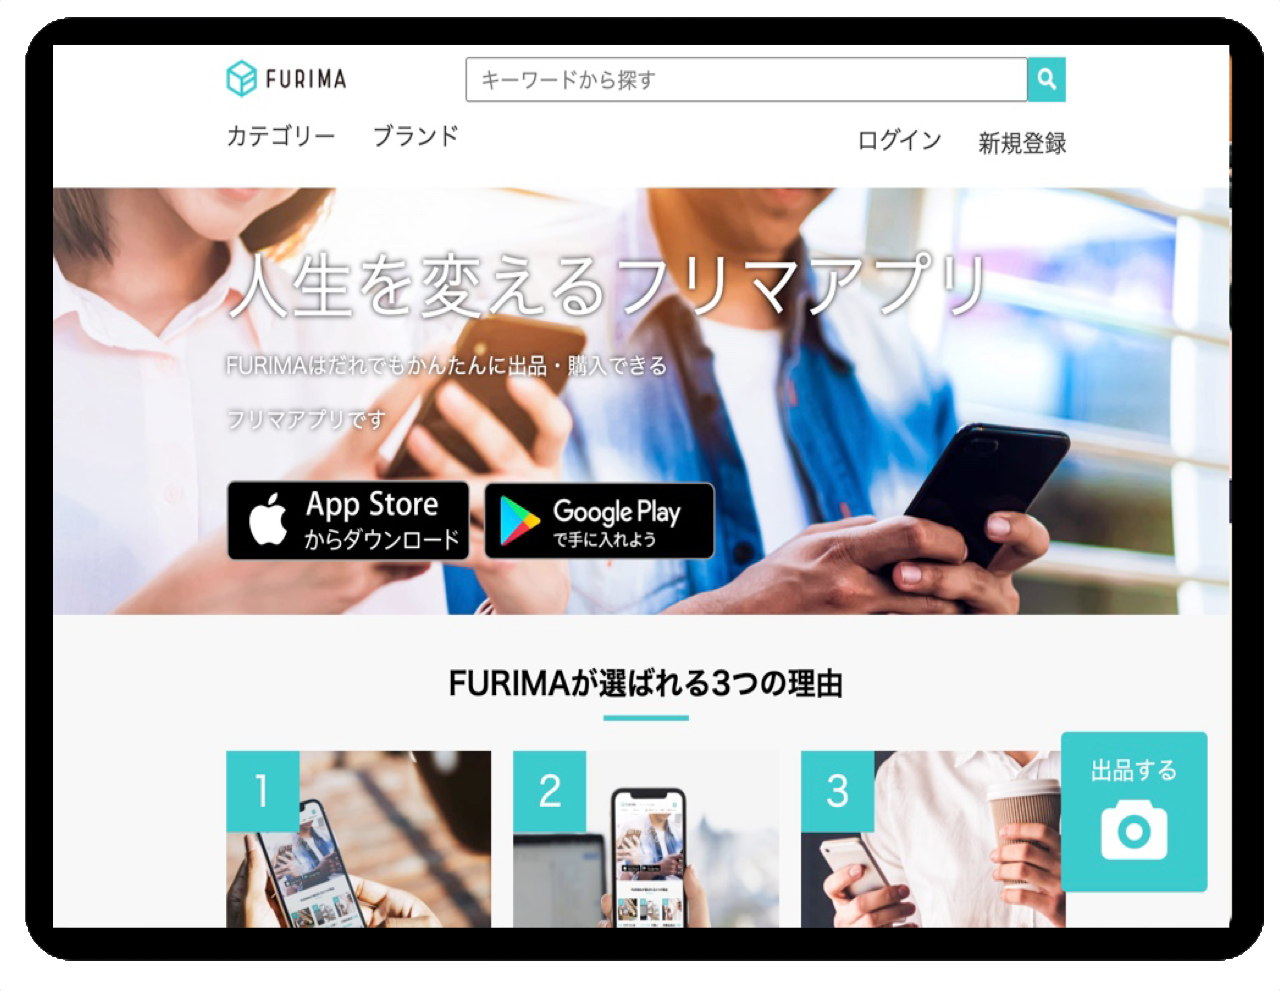 FURIMA
キーワードから探す
カテゴリー ブランド
ログイン 新規登録
人生を変えるフリマアプリ
FURIMAはだれでもかんたんに出品・購入できる
フリマアプリです
App Store
からダウンロード
Google Play
で手に入れよう
FURIMAが選ばれる3つの理由
1
2
3
出品する